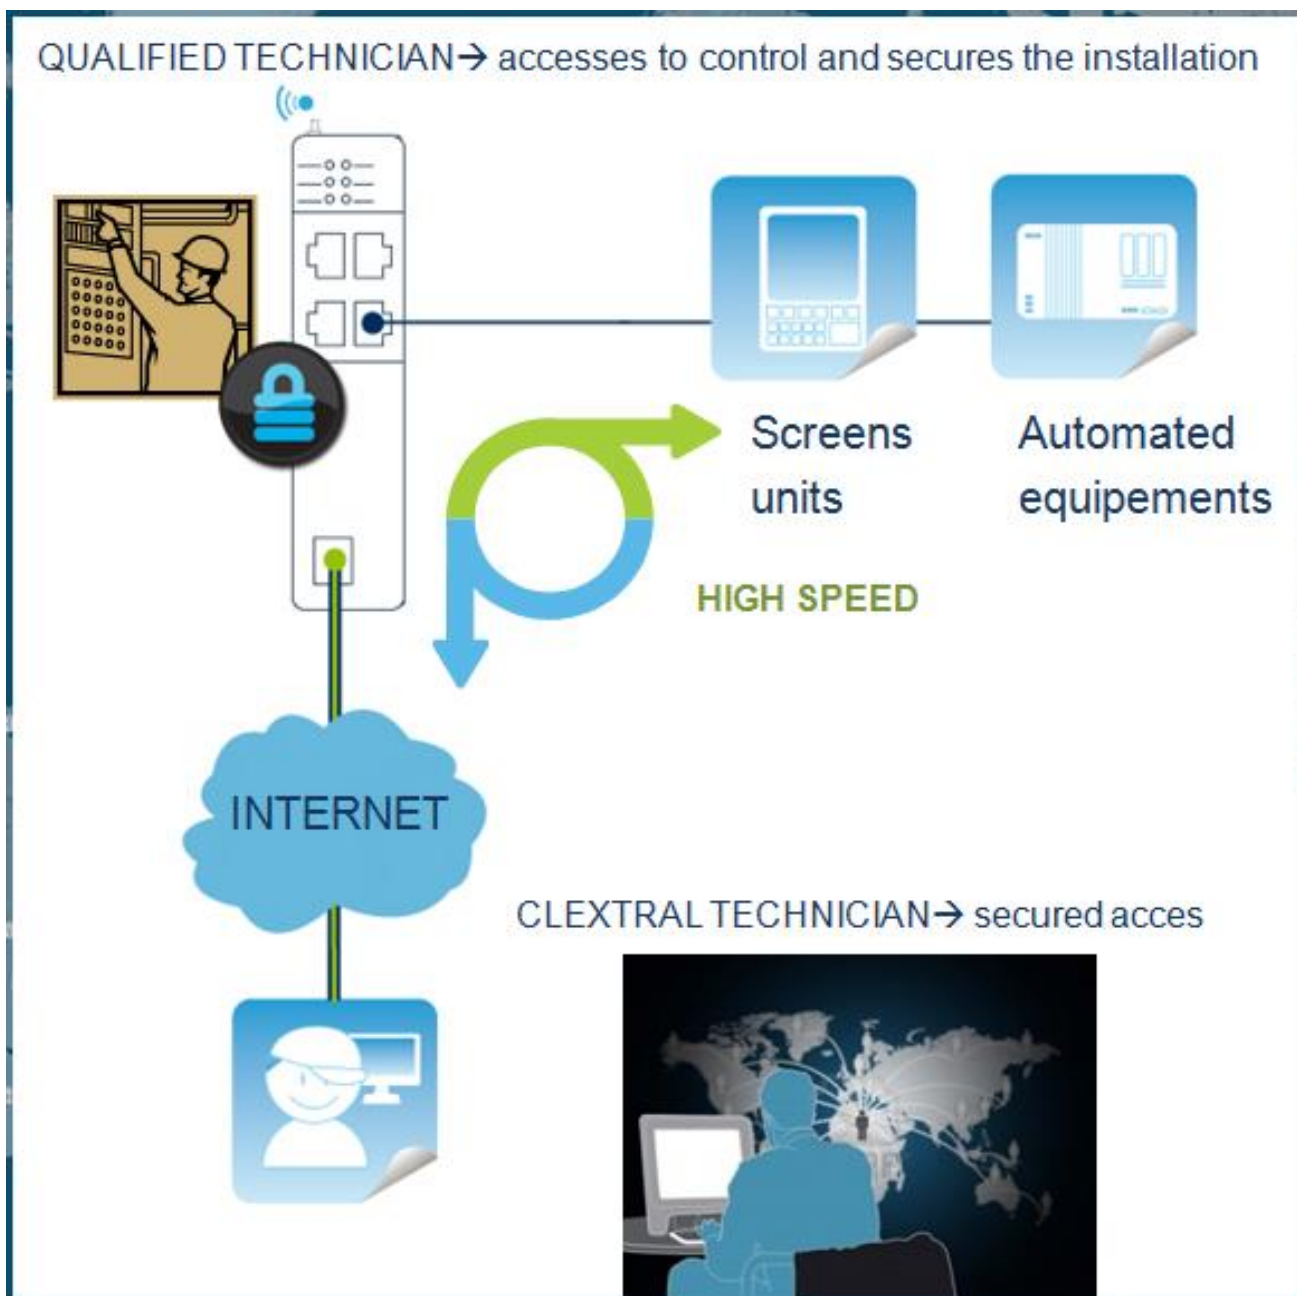 QUALIFIED TECHNICIAN→ accesses to control and secures the installation
Screens
units
Automated
equipements
HIGH SPEED
INTERNET
CLEXTRAL TECHNICIAN→ secured acces